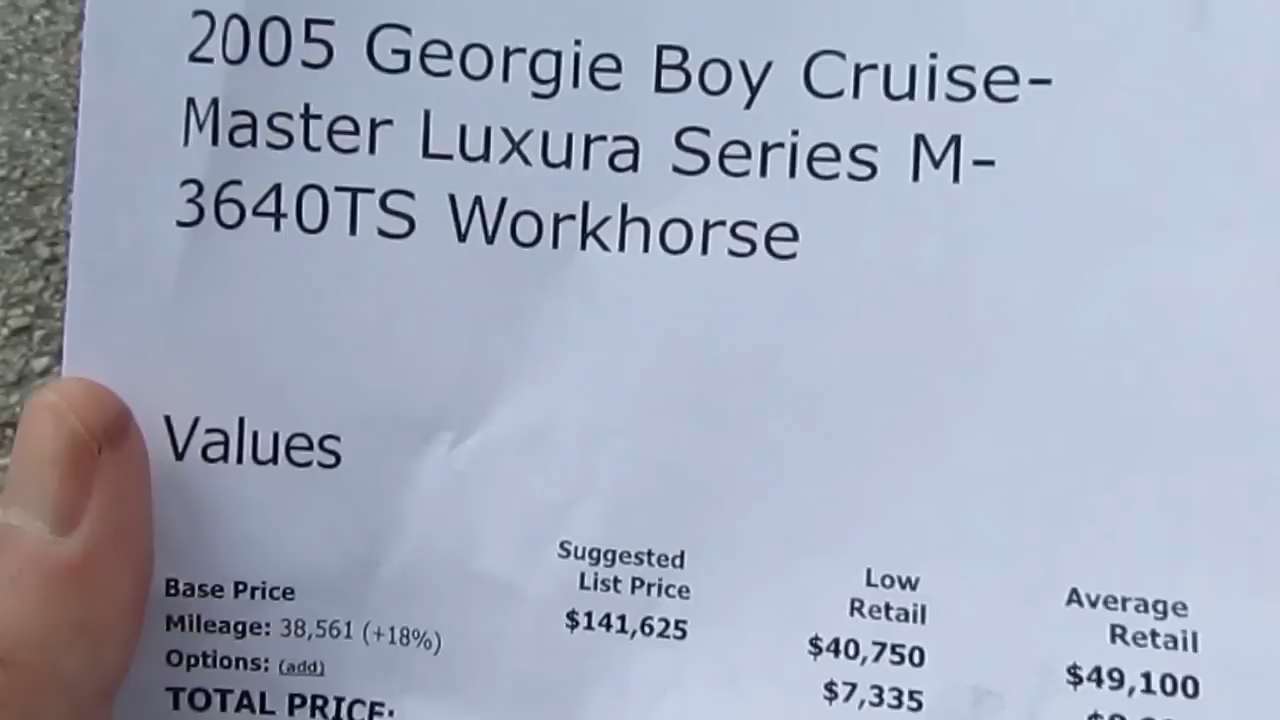 2005 Georgie Boy Cruise-
Master Luxura Series M-
3640TS Workhorse
Values
Suggested List Price
Low Retail
Average Retail
Base Price $141,625 $40,750 $49,100
Mileage: 38,561 (+18%) $7,335
Options: (add)
TOTAL PRICE: